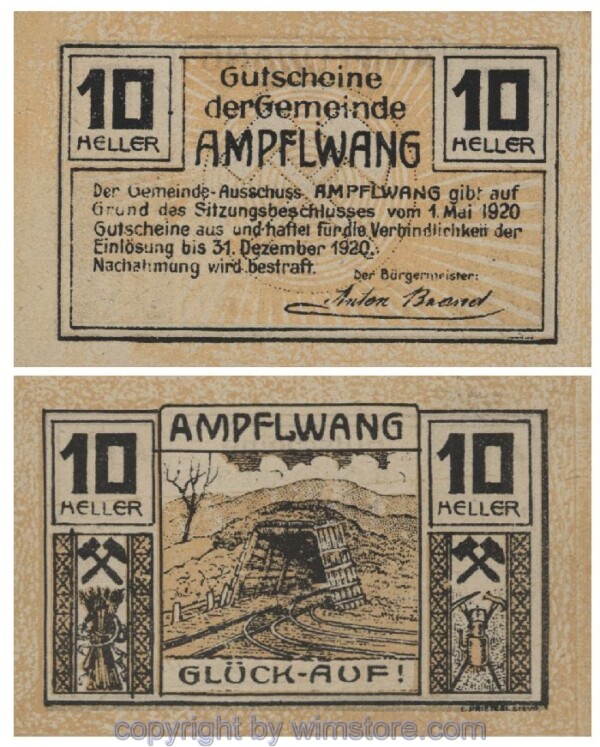 10
HELLER
Gutscheine
der Gemeinde
AMPFLWANG
10
HELLER
Der Gemeinde-Ausschuss AMPFLWANG gibt auf
Grund des Sitzungsbeschlusses vom 1. Mai 1920
Gutscheine aus und haftet für die Verbindlichkeit der
Einlösung bis 31. Dezember 1920.
Nachahmung wird bestraft.
Der Bürgermeister:
Anton Brand
AMPFLWANG
10
HELLER
10
HELLER
GLÜCK-AUF!
copyright by wimstore.com